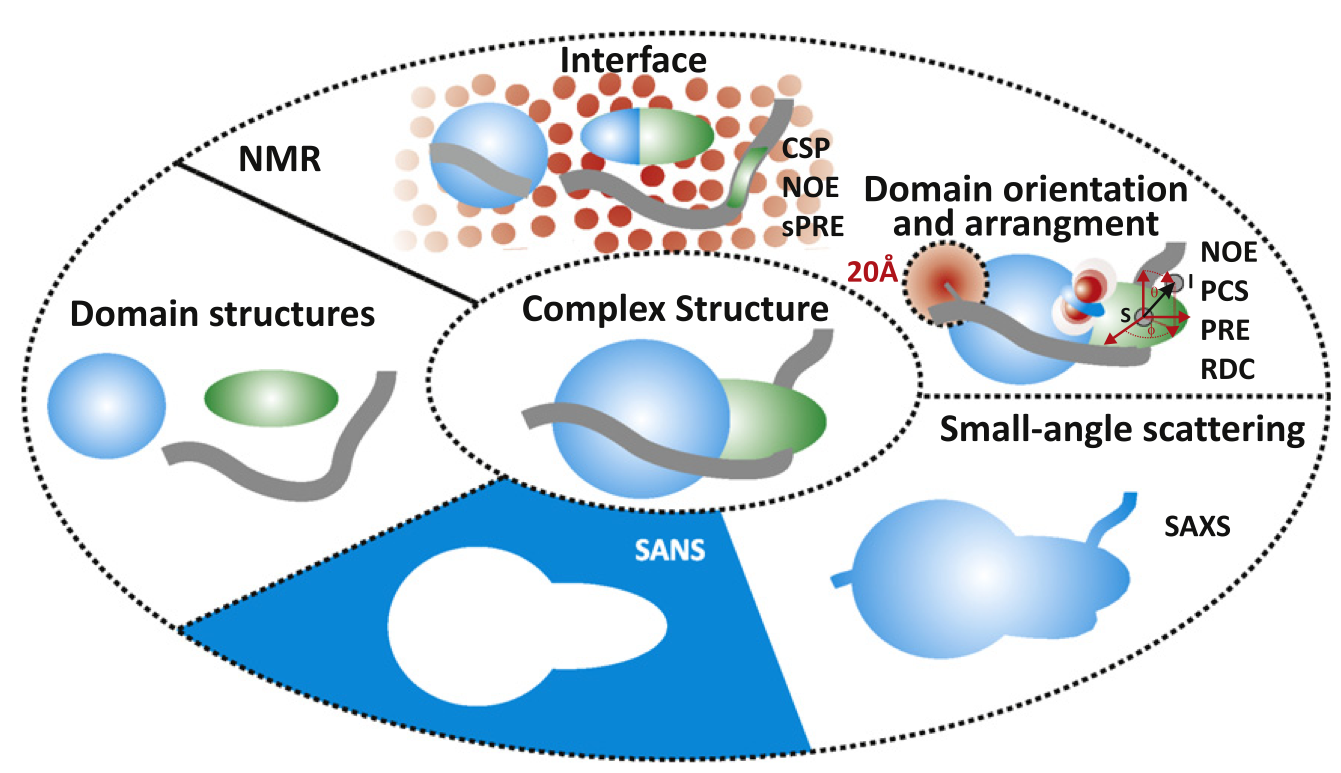 Interface
NMR
CSP
NOE
sPRE
Domain orientation
and arrangment
20Å
NOE
PCS
PRE
RDC
I
S
θ
ϕ
Domain structures
Complex Structure
Small-angle scattering
SAXS
SANS